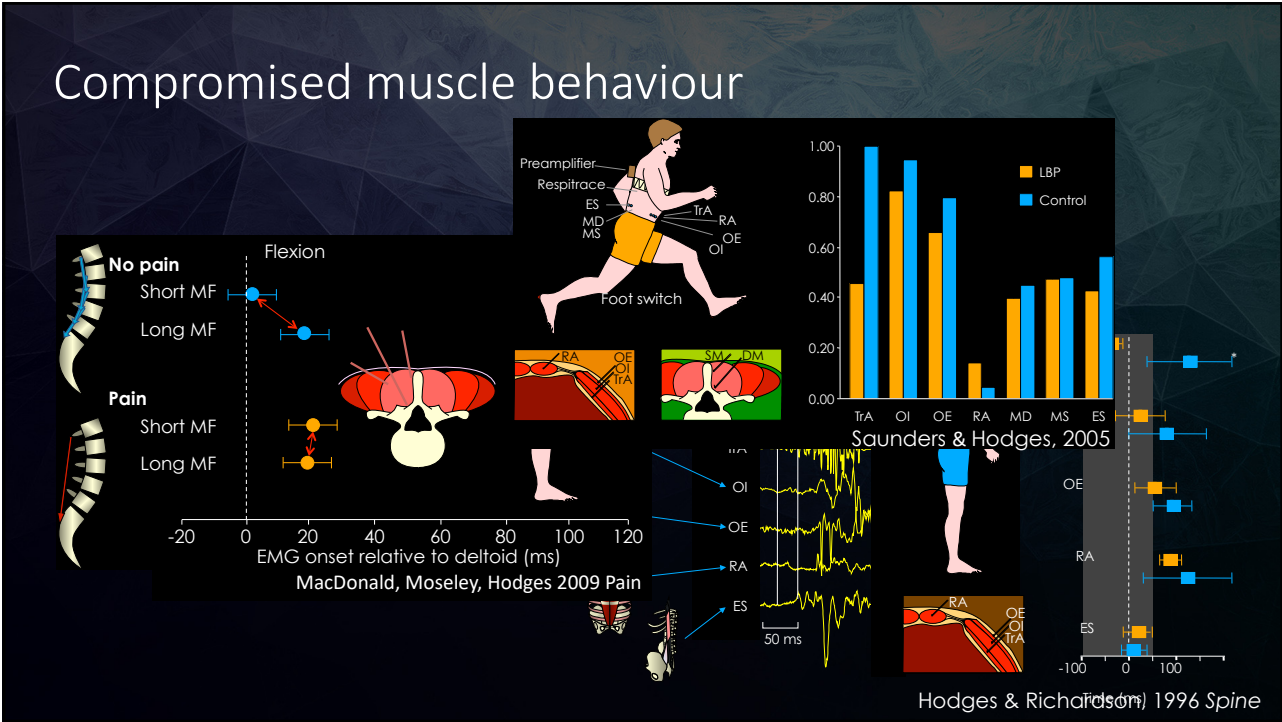 Compromised muscle behaviour
No pain
Flexion
Short MF
Long MF
Pain
Short MF
Long MF
-20 0 20 40 60 80 100 120
EMG onset relative to deltoid (ms)
MacDonald, Moseley, Hodges 2009 Pain
Preamplifier
Respitrace
ES
MD
MS
TrA
RA
OE
OI
Foot switch
RA
OE
OI
TrA
SM DM
1.00
0.80
0.60
0.40
0.20
0.00
LBP
Control
TrA OI OE RA MD MS ES
Saunders & Hodges, 2005
TrA
OI
OE
RA
ES
50 ms
RA
OE
OI
TrA
*
OE
RA
ES
-100 0 100
Time (ms)
Hodges & Richardson, 1996 Spine